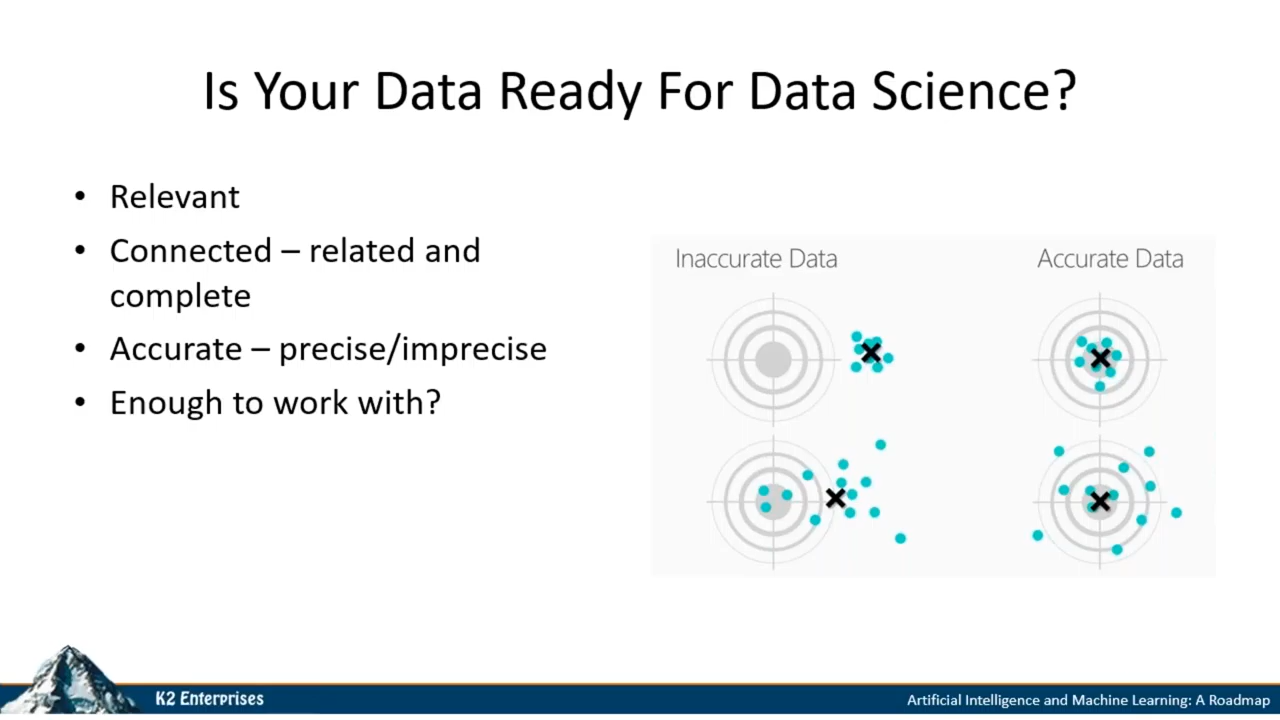 Is Your Data Ready For Data Science?
• Relevant
• Connected – related and
complete
• Accurate – precise/imprecise
• Enough to work with?
Inaccurate Data
Accurate Data
K2 Enterprises
Artificial Intelligence and Machine Learning: A Roadmap